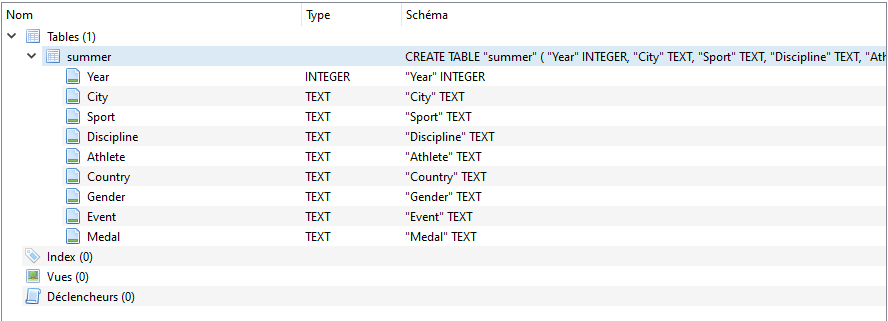 Nom Type Schéma
Tables (1)
summer CREATE TABLE "summer" ( "Year" INTEGER, "City" TEXT, "Sport" TEXT, "Discipline" TEXT, "Ath
Year INTEGER "Year" INTEGER
City TEXT "City" TEXT
Sport TEXT "Sport" TEXT
Discipline TEXT "Discipline" TEXT
Athlete TEXT "Athlete" TEXT
Country TEXT "Country" TEXT
Gender TEXT "Gender" TEXT
Event TEXT "Event" TEXT
Medal TEXT "Medal" TEXT
Index (0)
Vues (0)
Déclencheurs (0)